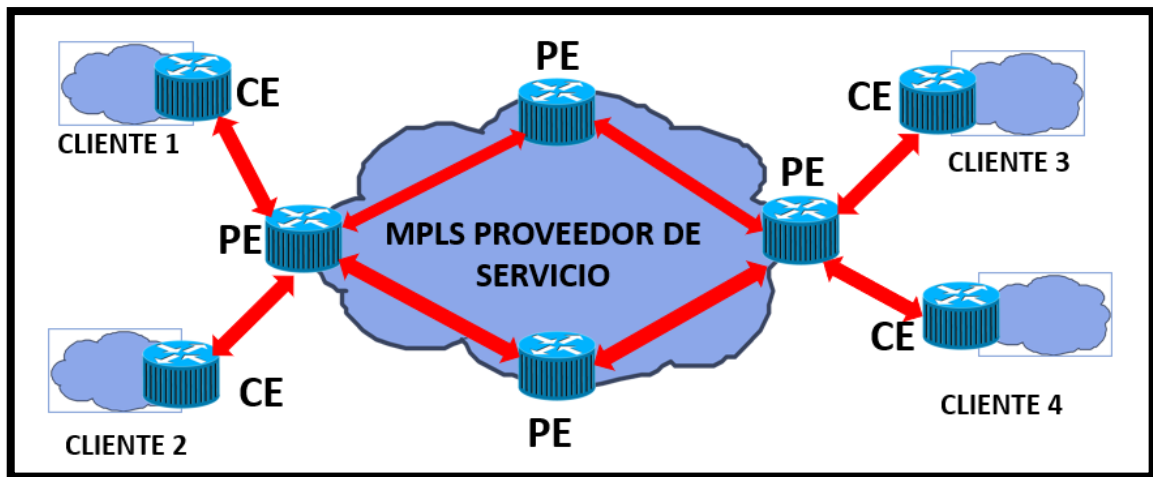 PE
CE
CE
CLIENTE 1
CLIENTE 3
PE
PE
MPLS PROVEEDOR DE
SERVICIO
CE
CE
PE
CLIENTE 2
CLIENTE 4